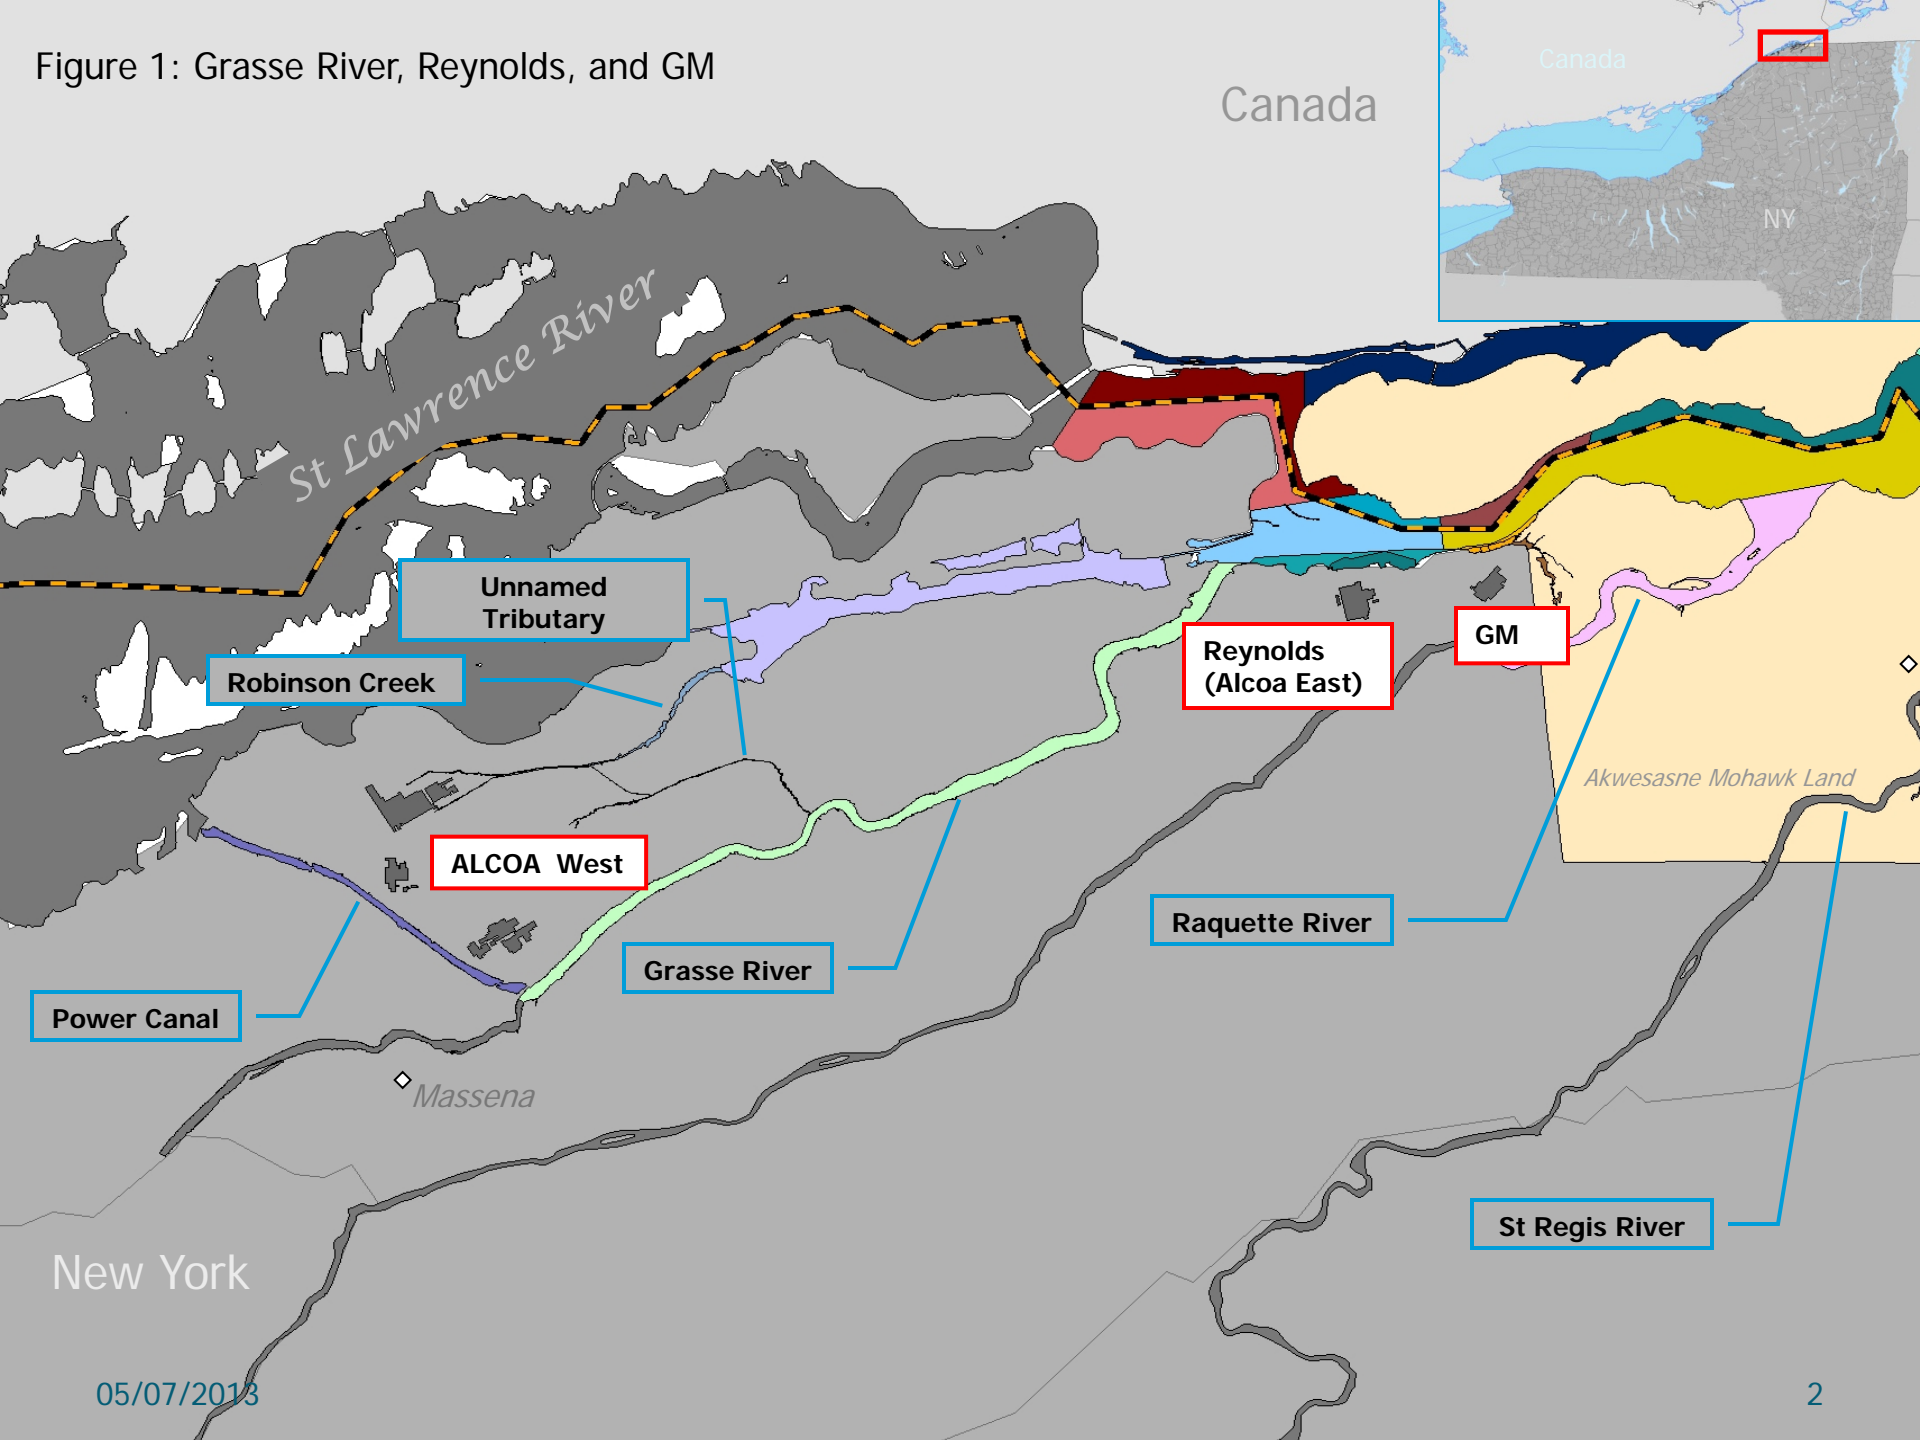 Figure 1: Grasse River, Reynolds, and GM
Canada
Canada
NY
St Lawrence River
Unnamed
Tributary
Robinson Creek
Reynolds
(Alcoa East)
GM
Akwesasne Mohawk Land
ALCOA  West
Raquette River
Grasse River
Power Canal
Massena
St Regis River
New York
05/07/2013
2